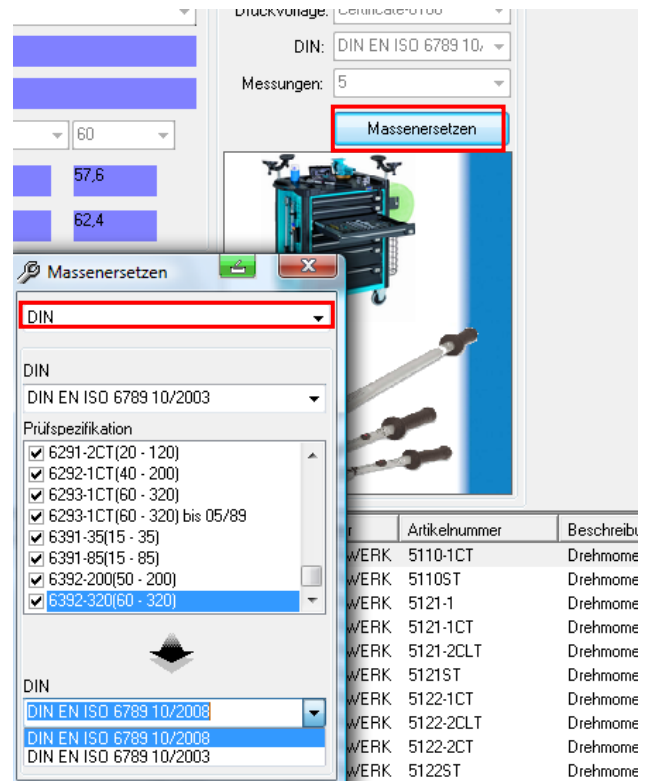 Druckvorlage: Certificate-0100
DIN: DIN EN ISO 6789 10/
Messungen: 5
60
Massenersetzen
57,6
62,4
Massenersetzen
DIN
DIN
DIN EN ISO 6789 10/2003
Prüfspezifikation
6291-2CT(20 - 120)
6292-1CT(40 - 200)
6293-1CT(60 - 320)
6293-1CT(60 - 320) bis 05/89
6391-35(15 - 35)
6391-85(15 - 85)
6392-200(50 - 200)
6392-320(60 - 320)
DIN
DIN EN ISO 6789 10/2008
DIN EN ISO 6789 10/2008
DIN EN ISO 6789 10/2003
r Artikelnummer Beschreibu
WERK 5110-1CT Drehmome
WERK 5110ST Drehmome
WERK 5121-1 Drehmome
WERK 5121-1CT Drehmome
WERK 5121-2CLT Drehmome
WERK 5121ST Drehmome
WERK 5122-1CT Drehmome
WERK 5122-2CLT Drehmome
WERK 5122-2CT Drehmome
WERK 5122ST Drehmome